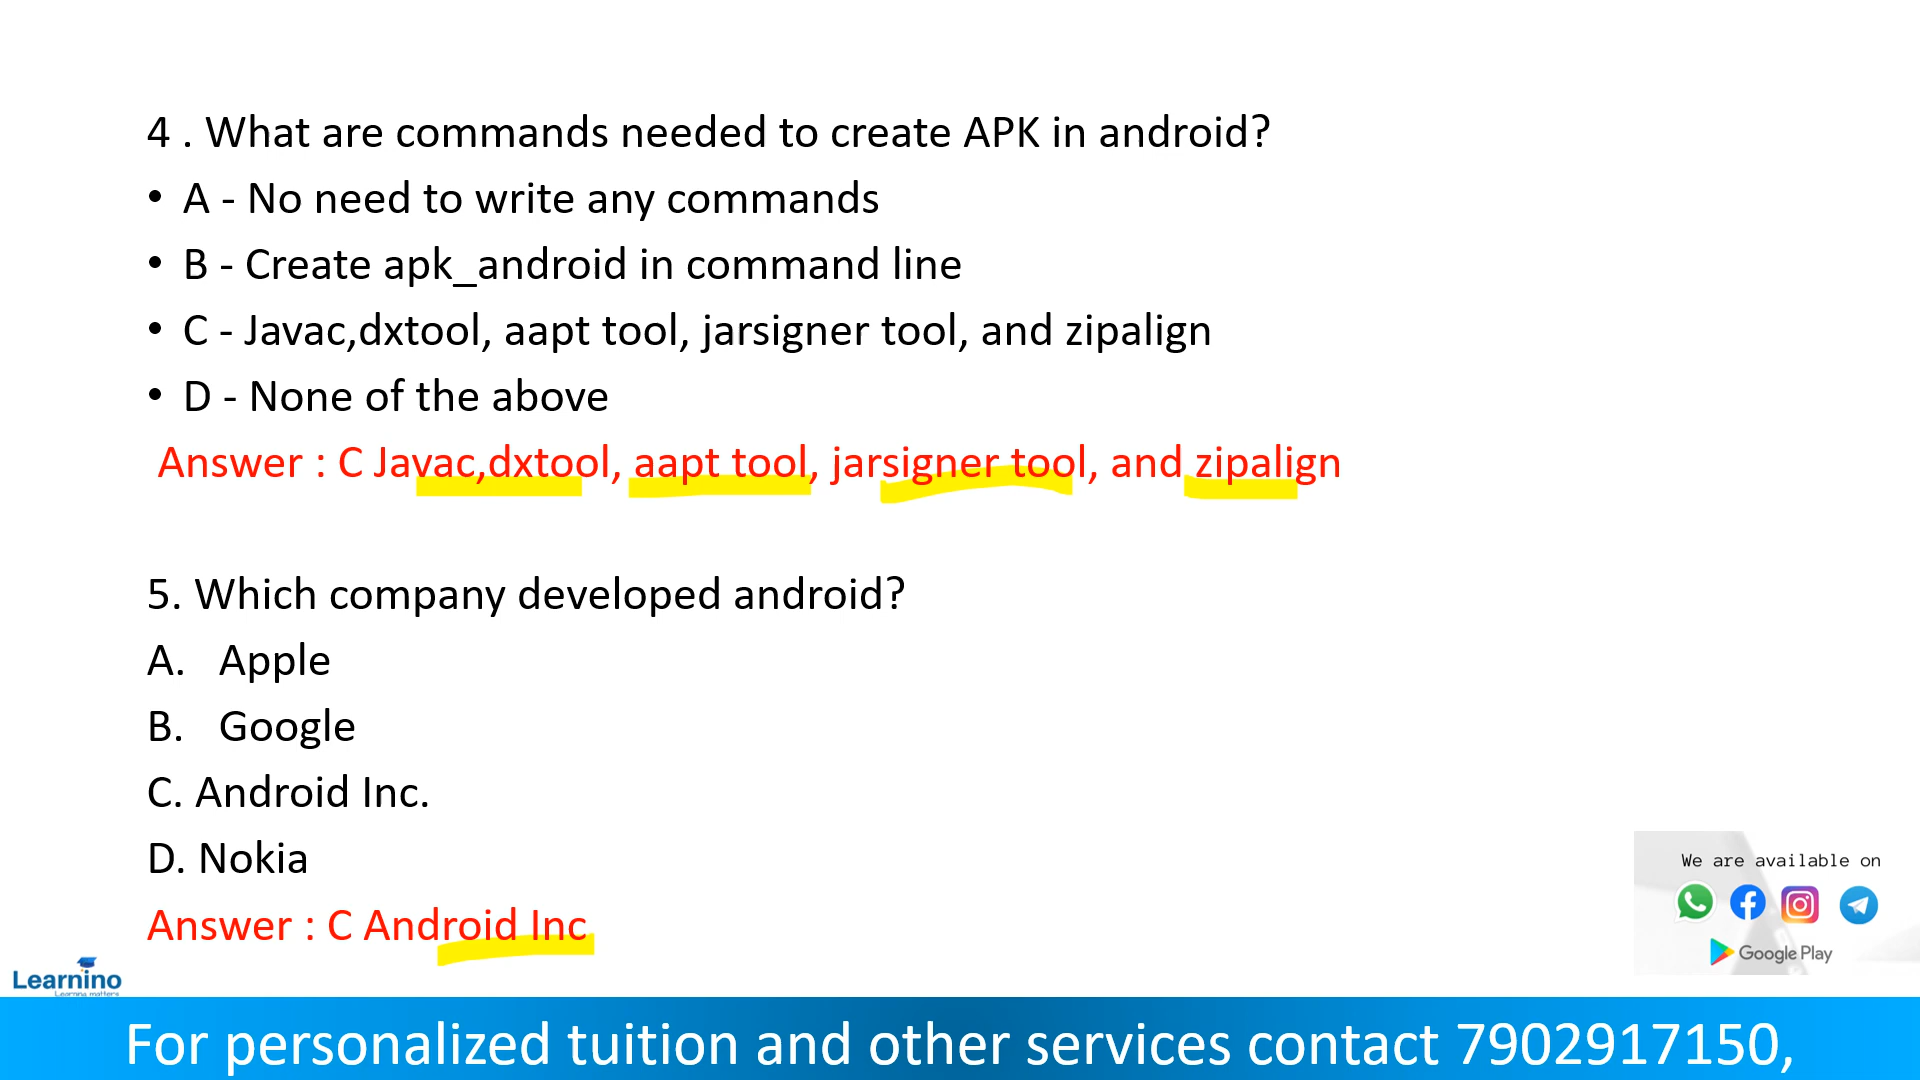 4 . What are commands needed to create APK in android?
• A - No need to write any commands
• B - Create apk_android in command line
• C - Javac,dxtool, aapt tool, jarsigner tool, and zipalign
• D - None of the above
Answer : C Javac,dxtool, aapt tool, jarsigner tool, and zipalign
5. Which company developed android?
A. Apple
B. Google
C. Android Inc.
D. Nokia
Answer : C Android Inc
We are available on
Google Play
Learnino
Learning matters
For personalized tuition and other services contact 7902917150,